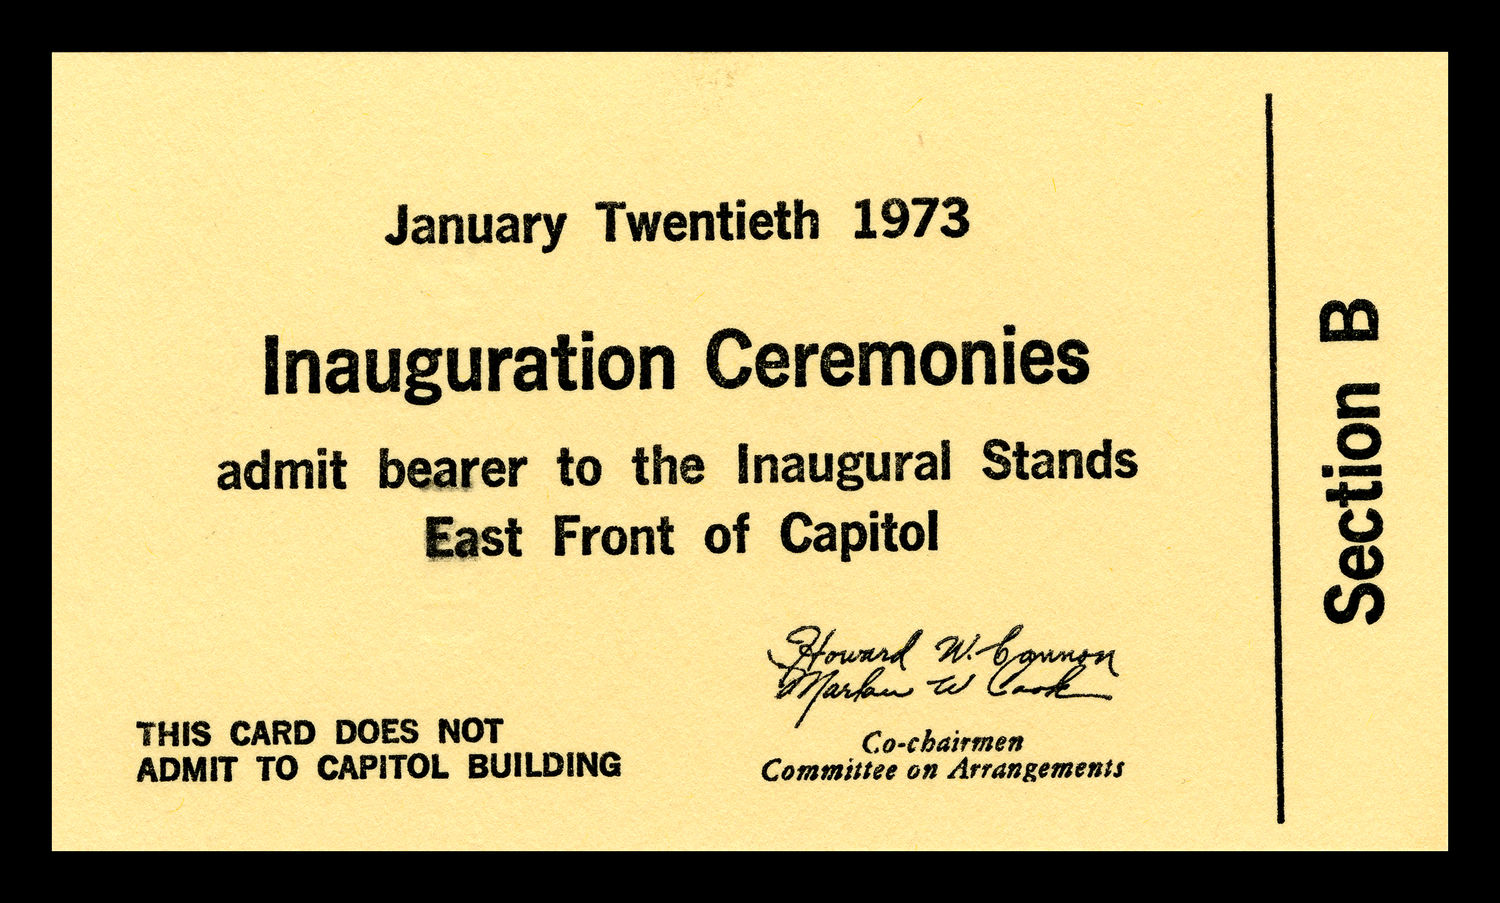 January Twentieth 1973
Inauguration Ceremonies
admit bearer to the Inaugural Stands
East Front of Capitol
Howard W. Cannon
Marlow W Cook
Co-chairmen
Committee on Arrangements
THIS CARD DOES NOT
ADMIT TO CAPITOL BUILDING
Section B